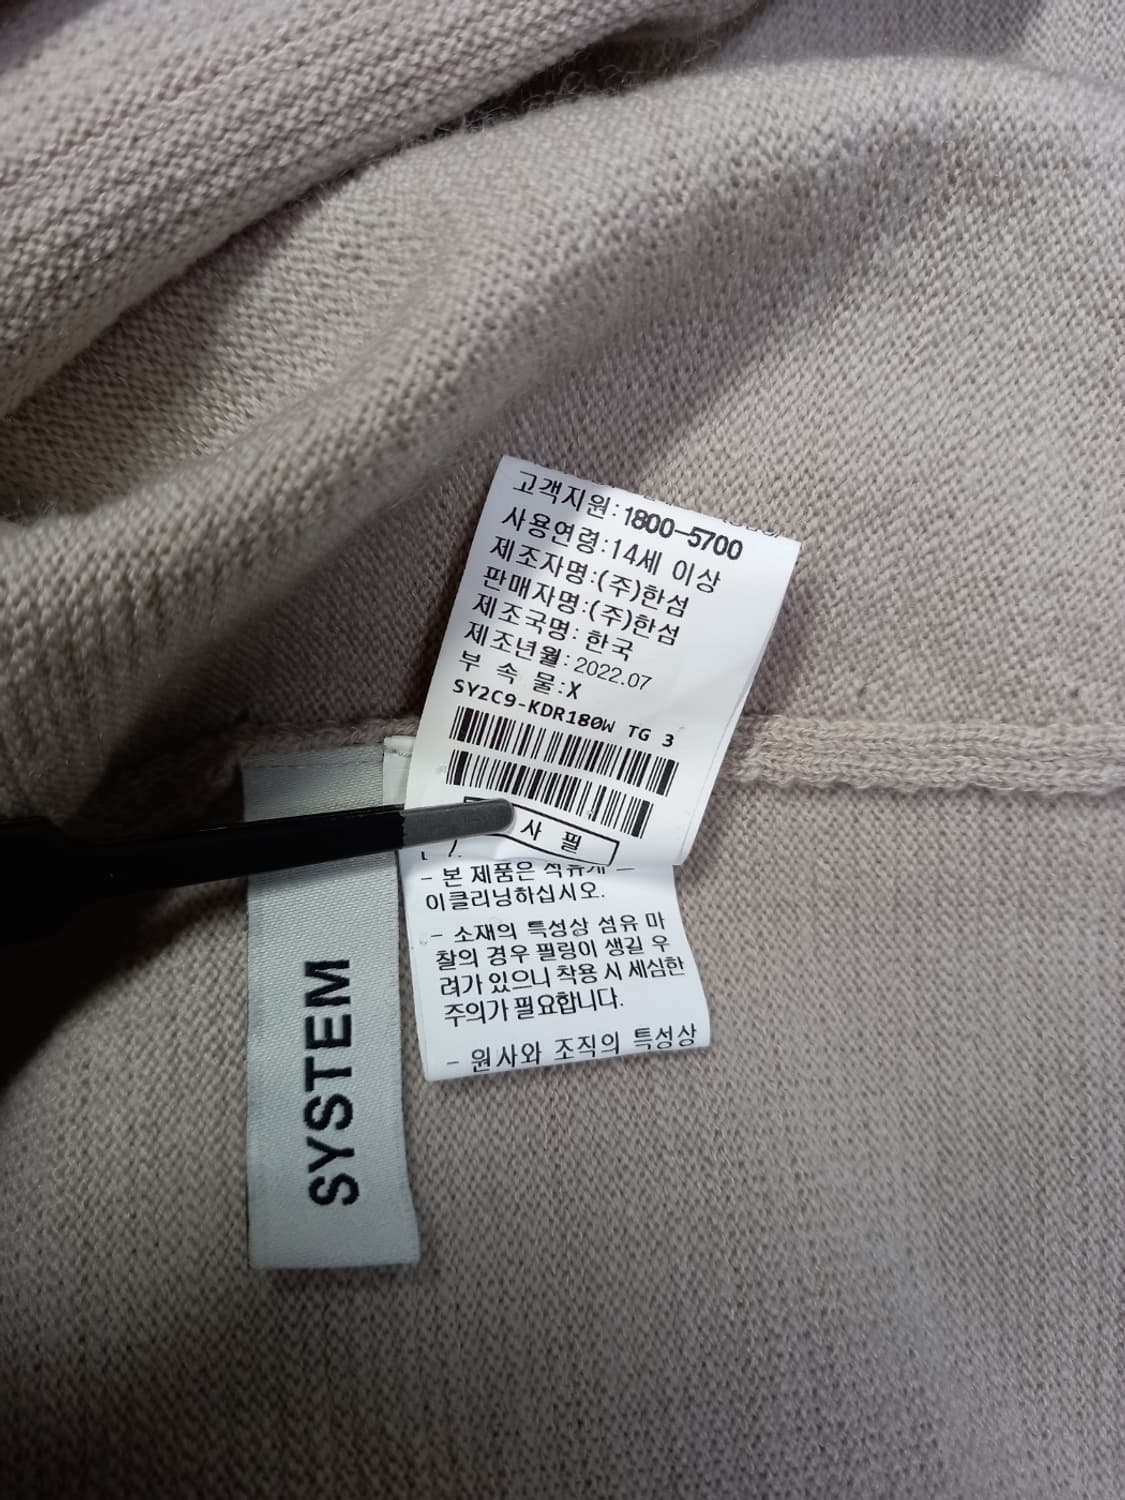 고객지원:1800-5700
사용연령:14세 이상
제조자명:(주)한섬
판매자명:(주)한섬
제조국명: 한국
제조년월: 2022.07
부 속 물:X
SY2C9-KDR180W TG 3
사 필
- 본 제품은 석유계
이클리닝하십시오.
- 소재의 특성상 섬유 마
찰의 경우 필링이 생길 우
려가 있으니 착용 시 세심한
주의가 필요합니다.
- 원사와 조직의 특성상
SYSTEM